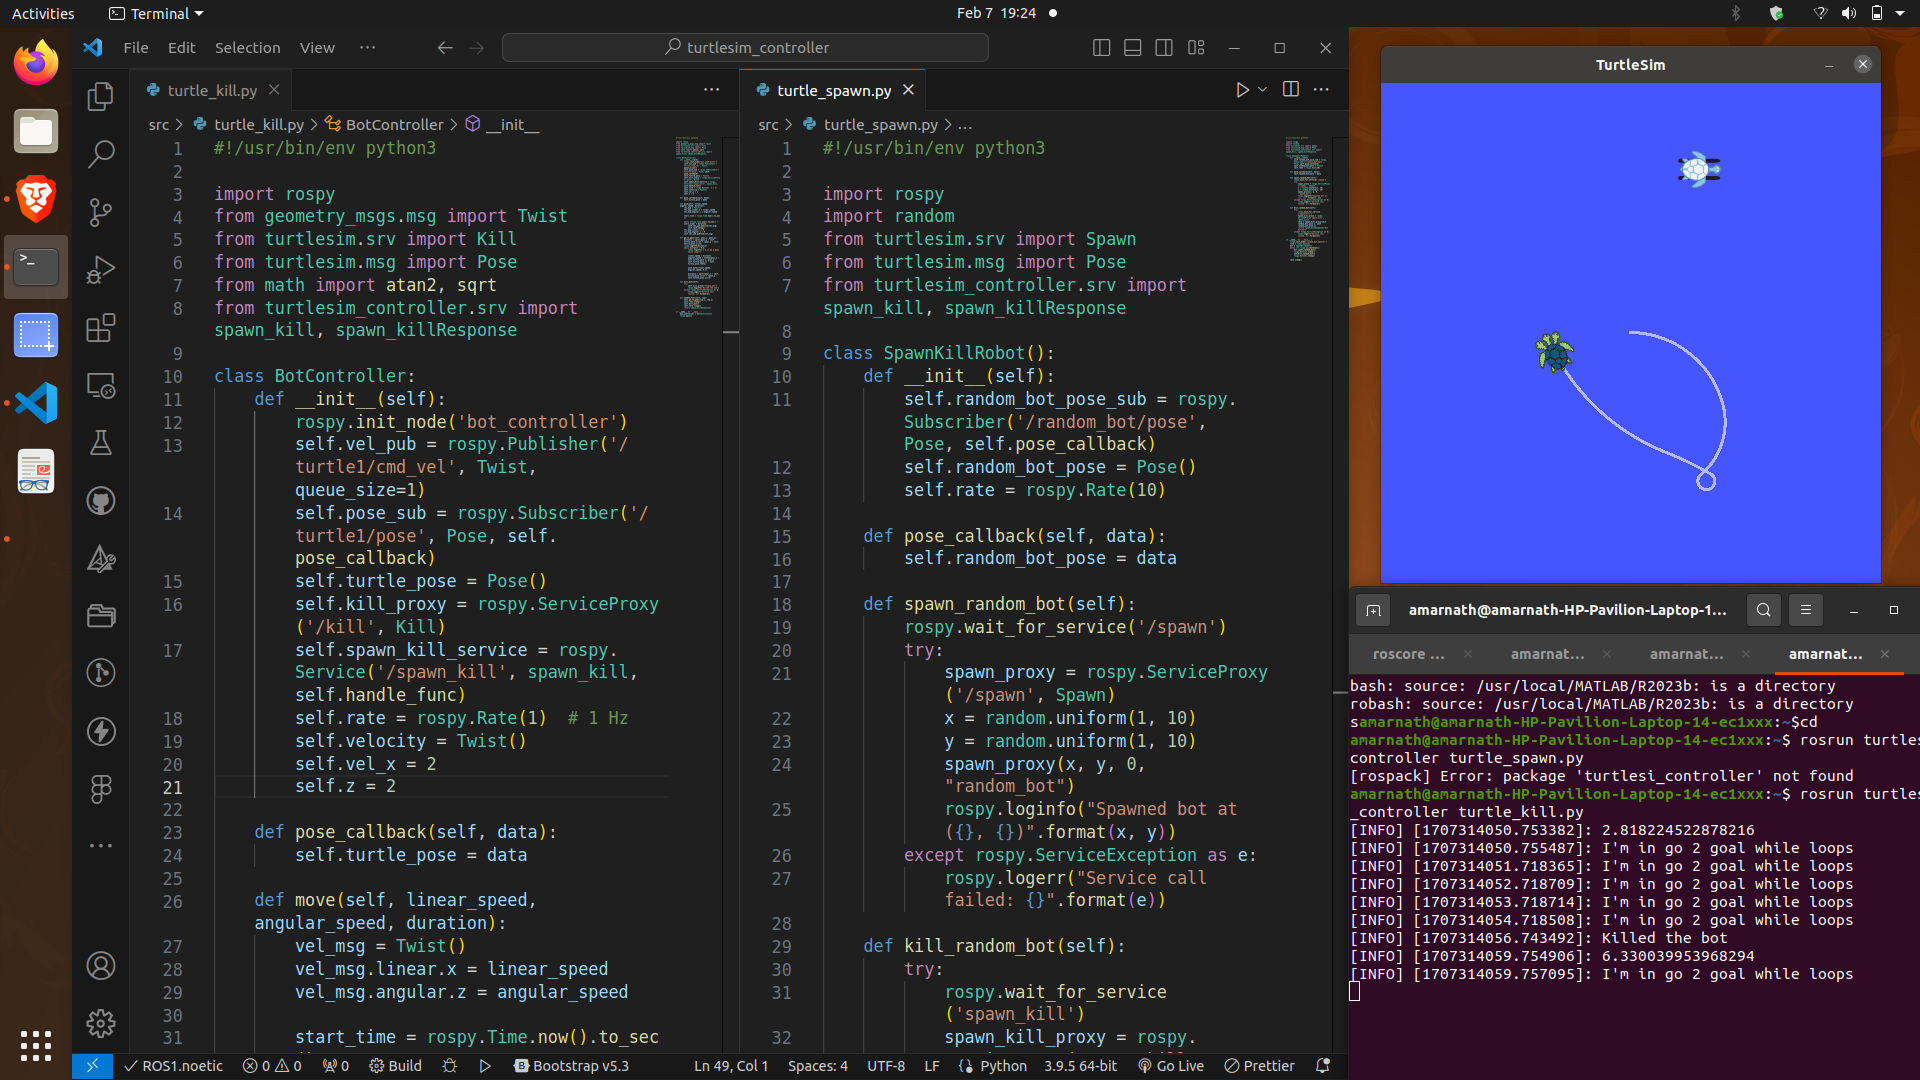 Activities
Terminal
Feb 7 19:24
File Edit Selection View ···
turtlesim_controller
turtle_kill.py
src turtle_kill.py BotController __init__
1 #!/usr/bin/env python3
2
3 import rospy
4 from geometry_msgs.msg import Twist
5 from turtlesim.srv import Kill
6 from turtlesim.msg import Pose
7 from math import atan2, sqrt
8 from turtlesim_controller.srv import
spawn_kill, spawn_killResponse
9
10 class BotController:
11 def __init__(self):
12 rospy.init_node('bot_controller')
13 self.vel_pub = rospy.Publisher('/
turtle1/cmd_vel', Twist,
queue_size=1)
14 self.pose_sub = rospy.Subscriber('/
turtle1/pose', Pose, self.
pose_callback)
15 self.turtle_pose = Pose()
16 self.kill_proxy = rospy.ServiceProxy
('/kill', Kill)
17 self.spawn_kill_service = rospy.
Service('/spawn_kill', spawn_kill,
self.handle_func)
18 self.rate = rospy.Rate(1) # 1 Hz
19 self.velocity = Twist()
20 self.vel_x = 2
21 self.z = 2
22
23 def pose_callback(self, data):
24 self.turtle_pose = data
25
26 def move(self, linear_speed,
angular_speed, duration):
27 vel_msg = Twist()
28 vel_msg.linear.x = linear_speed
29 vel_msg.angular.z = angular_speed
30
31 start_time = rospy.Time.now().to_sec
turtle_spawn.py
src turtle_spawn.py ...
1 #!/usr/bin/env python3
2
3 import rospy
4 import random
5 from turtlesim.srv import Spawn
6 from turtlesim.msg import Pose
7 from turtlesim_controller.srv import
spawn_kill, spawn_killResponse
8
9 class SpawnKillRobot():
10 def __init__(self):
11 self.random_bot_pose_sub = rospy.
Subscriber('/random_bot/pose',
Pose, self.pose_callback)
12 self.random_bot_pose = Pose()
13 self.rate = rospy.Rate(10)
14
15 def pose_callback(self, data):
16 self.random_bot_pose = data
17
18 def spawn_random_bot(self):
19 rospy.wait_for_service('/spawn')
20 try:
21 spawn_proxy = rospy.ServiceProxy
('/spawn', Spawn)
22 x = random.uniform(1, 10)
23 y = random.uniform(1, 10)
24 spawn_proxy(x, y, 0,
"random_bot")
25 rospy.loginfo("Spawned bot at
({}, {})".format(x, y))
26 except rospy.ServiceException as e:
27 rospy.logerr("Service call
failed: {}".format(e))
28
29 def kill_random_bot(self):
30 try:
31 rospy.wait_for_service
('spawn_kill')
32 spawn_kill_proxy = rospy.
ROS1.noetic 0 0 0 Build Bootstrap v5.3 Ln 49, Col 1 Spaces: 4 UTF-8 LF Python 3.9.5 64-bit Go Live Prettier
TurtleSim
amarnath@amarnath-HP-Pavilion-Laptop-1...
roscore ... amarnat... amarnat... amarnat...
bash: source: /usr/local/MATLAB/R2023b: is a directory
robash: source: /usr/local/MATLAB/R2023b: is a directory
samarnath@amarnath-HP-Pavilion-Laptop-14-ec1xxx:~$cd
amarnath@amarnath-HP-Pavilion-Laptop-14-ec1xxx:~$ rosrun turtles
controller turtle_spawn.py
[rospack] Error: package 'turtlesi_controller' not found
amarnath@amarnath-HP-Pavilion-Laptop-14-ec1xxx:~$ rosrun turtles
_controller turtle_kill.py
[INFO] [1707314050.753382]: 2.818224522878216
[INFO] [1707314050.755487]: I'm in go 2 goal while loops
[INFO] [1707314051.718365]: I'm in go 2 goal while loops
[INFO] [1707314052.718709]: I'm in go 2 goal while loops
[INFO] [1707314053.718714]: I'm in go 2 goal while loops
[INFO] [1707314054.718508]: I'm in go 2 goal while loops
[INFO] [1707314056.743492]: Killed the bot
[INFO] [1707314059.754906]: 6.330039953968294
[INFO] [1707314059.757095]: I'm in go 2 goal while loops